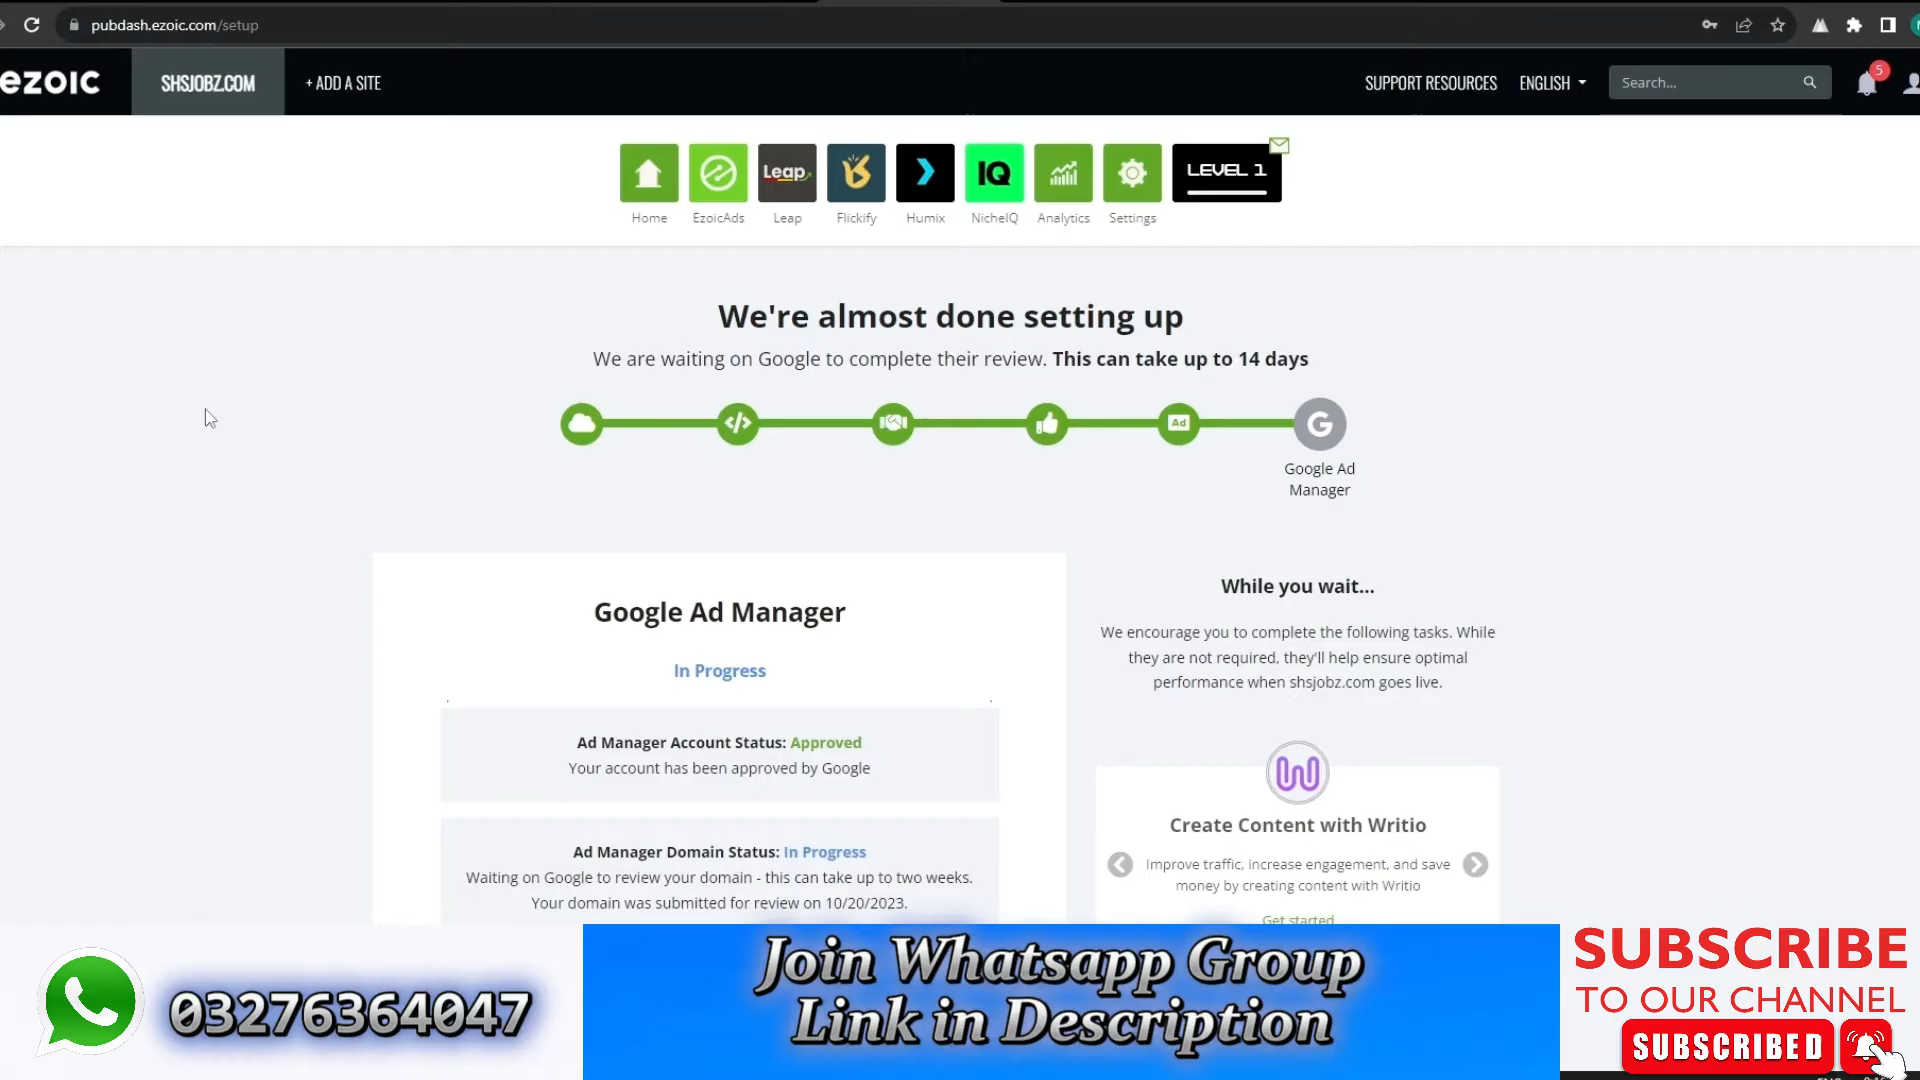 pubdash.ezoic.com/setup
ezoic
SHSJOBZ.COM
+ ADD A SITE
SUPPORT RESOURCES
ENGLISH
Search...
5
Leap
IQ
LEVEL 1
Home
EzoicAds
Leap
Flickify
Humix
NicheIQ
Analytics
Settings
We're almost done setting up
We are waiting on Google to complete their review. This can take up to 14 days
Ad
G
Google Ad
Manager
Google Ad Manager
In Progress
Ad Manager Account Status: Approved
Your account has been approved by Google
Ad Manager Domain Status: In Progress
Waiting on Google to review your domain - this can take up to two weeks.
Your domain was submitted for review on 10/20/2023.
While you wait...
We encourage you to complete the following tasks. While
they are not required, they'll help ensure optimal
performance when shsjobz.com goes live.
Create Content with Writio
Improve traffic, increase engagement, and save
money by creating content with Writio
Get started
03276364047
Join Whatsapp Group
Link in Description
SUBSCRIBE
TO OUR CHANNEL
SUBSCRIBED